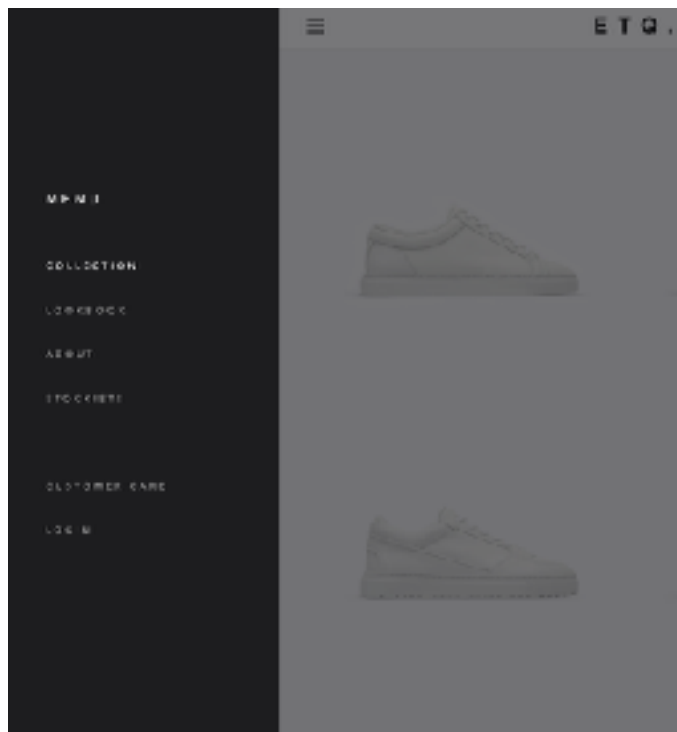 ETQ.
MENU
COLLECTION
LOOKBOOK
ABOUT
STOCKISTS
CUSTOMER CARE
LOG IN